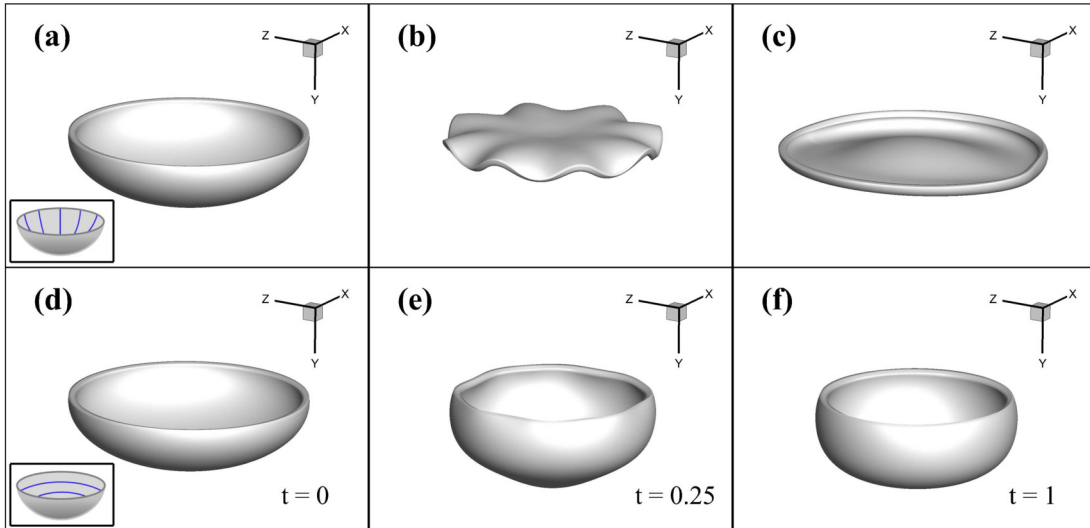 (a)
Z
X
Y
(b)
Z
X
Y
(c)
Z
X
Y
(d)
Z
X
Y
t = 0
(e)
Z
X
Y
t = 0.25
(f)
Z
X
Y
t = 1